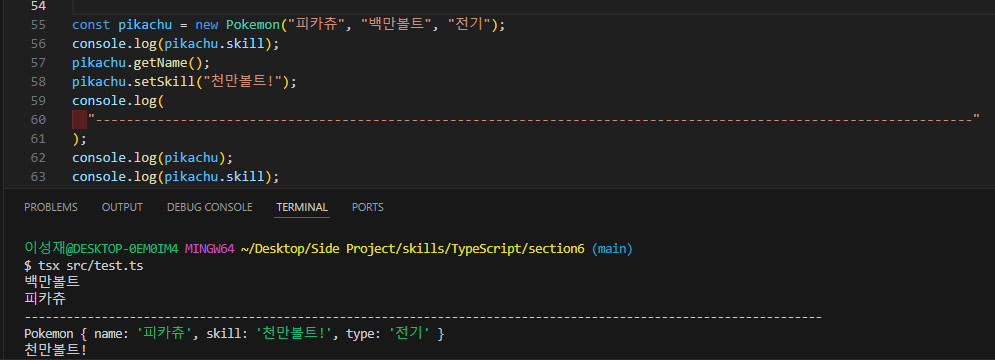 54
55 const pikachu = new Pokemon("피카츄", "백만볼트", "전기");
56 console.log(pikachu.skill);
57 pikachu.getName();
58 pikachu.setSkill("천만볼트!");
59 console.log(
60 "------------------------------------------------------------------------------------------------------------------"
61 );
62 console.log(pikachu);
63 console.log(pikachu.skill);
PROBLEMS OUTPUT DEBUG CONSOLE TERMINAL PORTS
이성재@DESKTOP-0EM0IM4 MINGW64 ~/Desktop/Side Project/skills/TypeScript/section6 (main)
$ tsx src/test.ts
백만볼트
피카츄
------------------------------------------------------------------------------------------------------------------
Pokemon { name: '피카츄', skill: '천만볼트!', type: '전기' }
천만볼트!